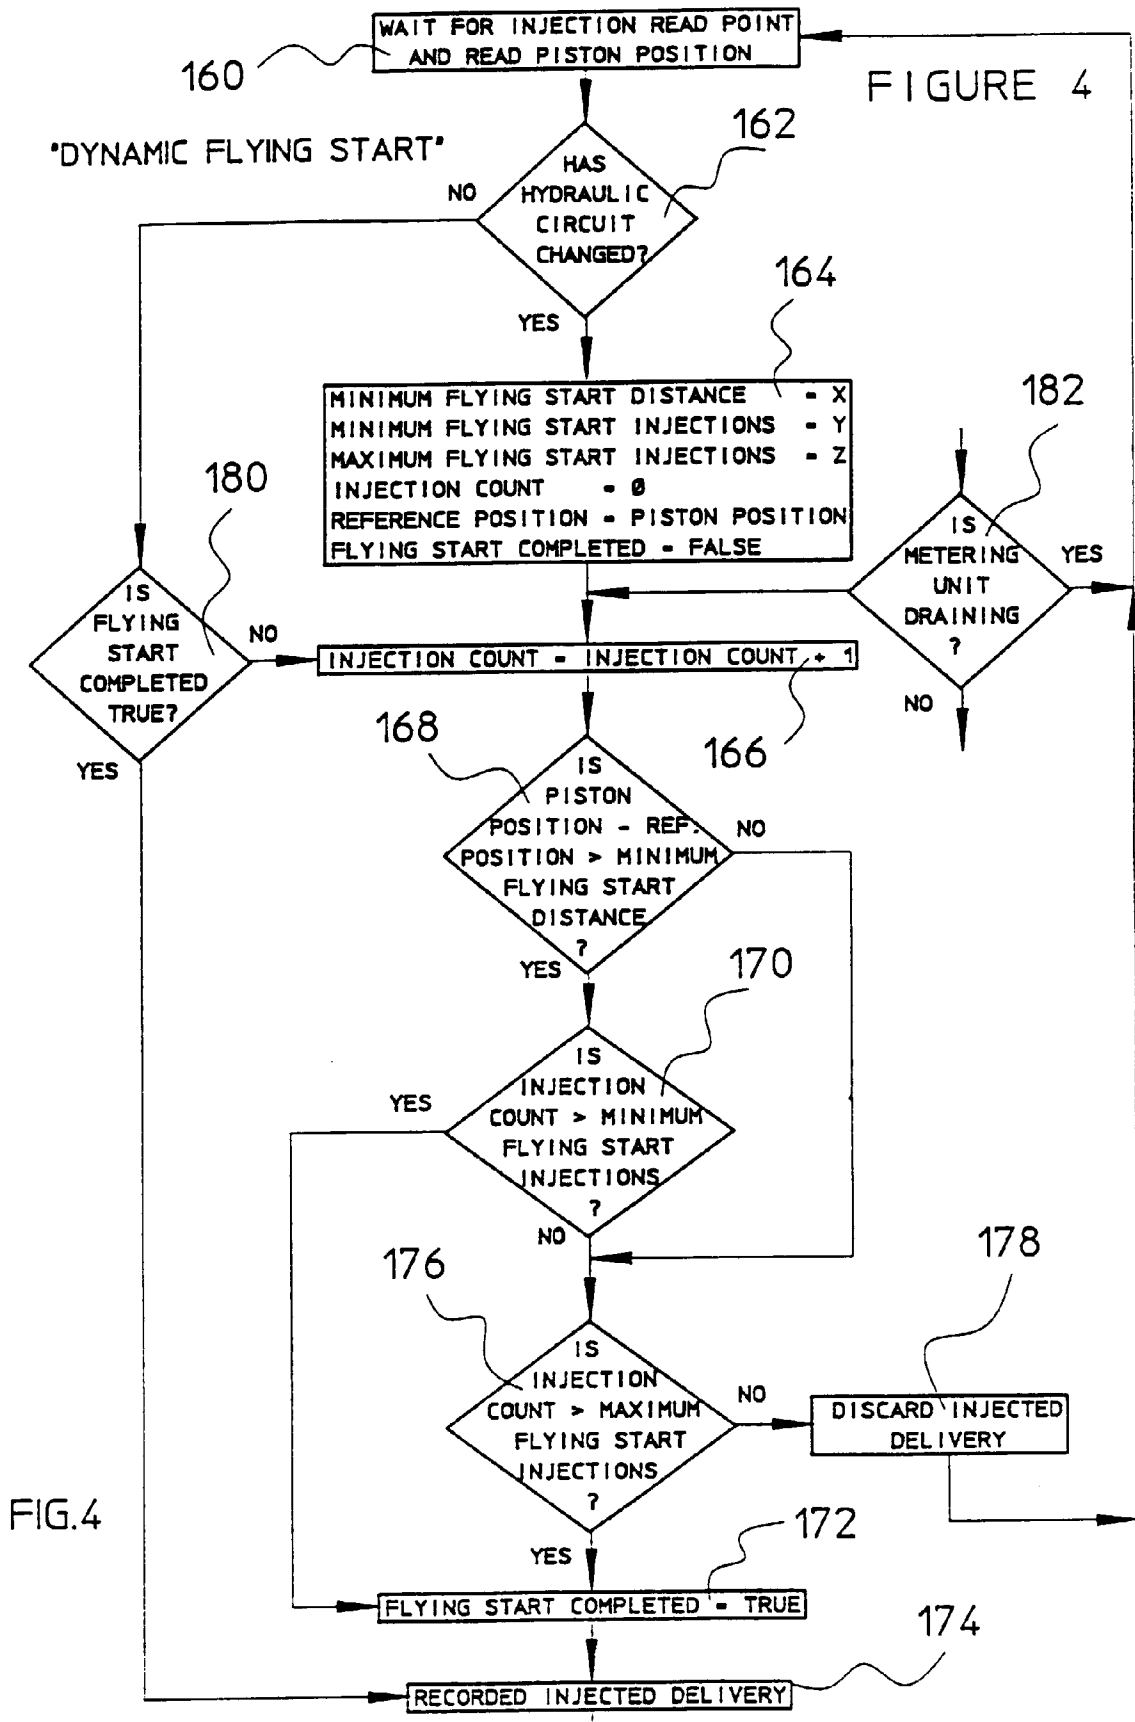 WAIT FOR INJECTION READ POINT
AND READ PISTON POSITION
160
FIGURE 4
"DYNAMIC FLYING START"
162
HAS
HYDRAULIC
CIRCUIT
CHANGED?
NO
YES
164
MINIMUM FLYING START DISTANCE = X
MINIMUM FLYING START INJECTIONS = Y
MAXIMUM FLYING START INJECTIONS = Z
INJECTION COUNT = 0
REFERENCE POSITION = PISTON POSITION
FLYING START COMPLETED = FALSE
182
IS
METERING
UNIT
DRAINING
?
YES
NO
180
IS
FLYING
START
COMPLETED
TRUE?
NO
YES
INJECTION COUNT = INJECTION COUNT + 1
166
168
IS
PISTON
POSITION - REF.
POSITION > MINIMUM
FLYING START
DISTANCE
?
NO
YES
170
IS
INJECTION
COUNT > MINIMUM
FLYING START
INJECTIONS
?
YES
NO
176
IS
INJECTION
COUNT > MAXIMUM
FLYING START
INJECTIONS
?
NO
YES
178
DISCARD INJECTED
DELIVERY
FIG.4
172
FLYING START COMPLETED = TRUE
174
RECORDED INJECTED DELIVERY